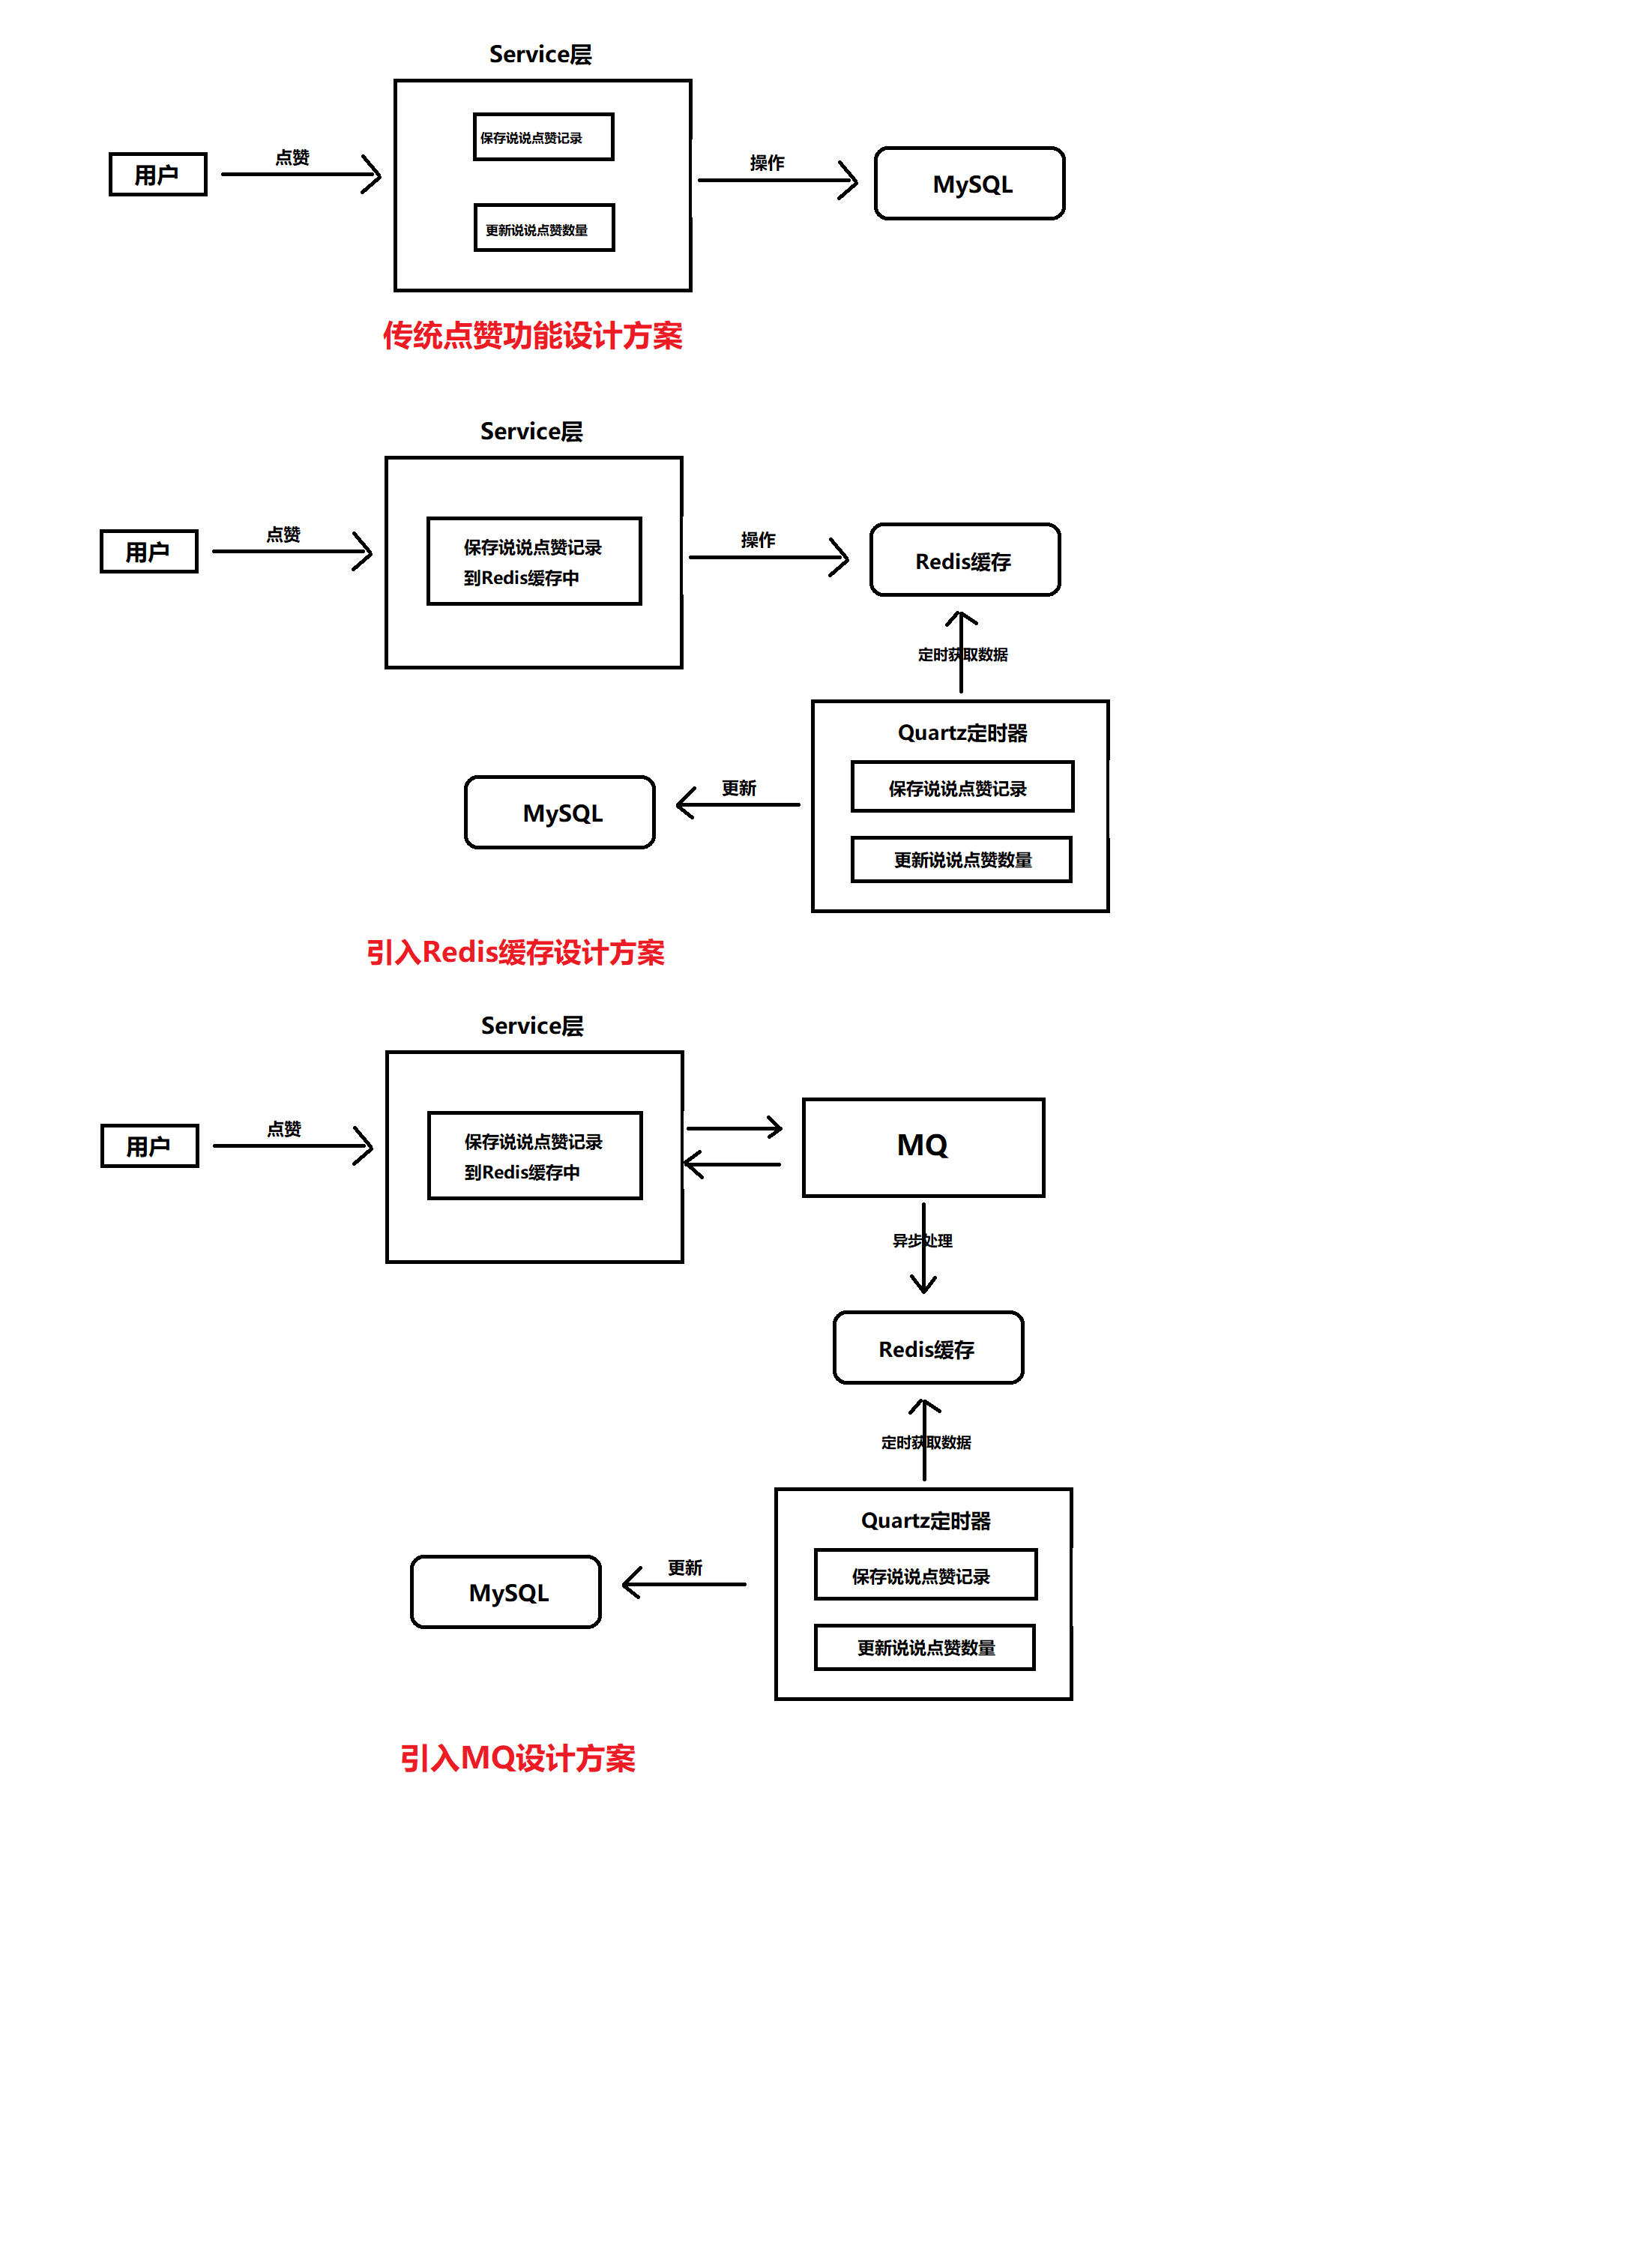 Service层
保存说说点赞记录
用户
点赞
操作
MySQL
更新说说点赞数量
传统点赞功能设计方案
Service层
用户
点赞
保存说说点赞记录
到Redis缓存中
操作
Redis缓存
定时获取数据
Quartz定时器
保存说说点赞记录
更新
MySQL
更新说说点赞数量
引入Redis缓存设计方案
Service层
用户
点赞
保存说说点赞记录
到Redis缓存中
MQ
异步处理
Redis缓存
定时获取数据
Quartz定时器
保存说说点赞记录
更新
MySQL
更新说说点赞数量
引入MQ设计方案